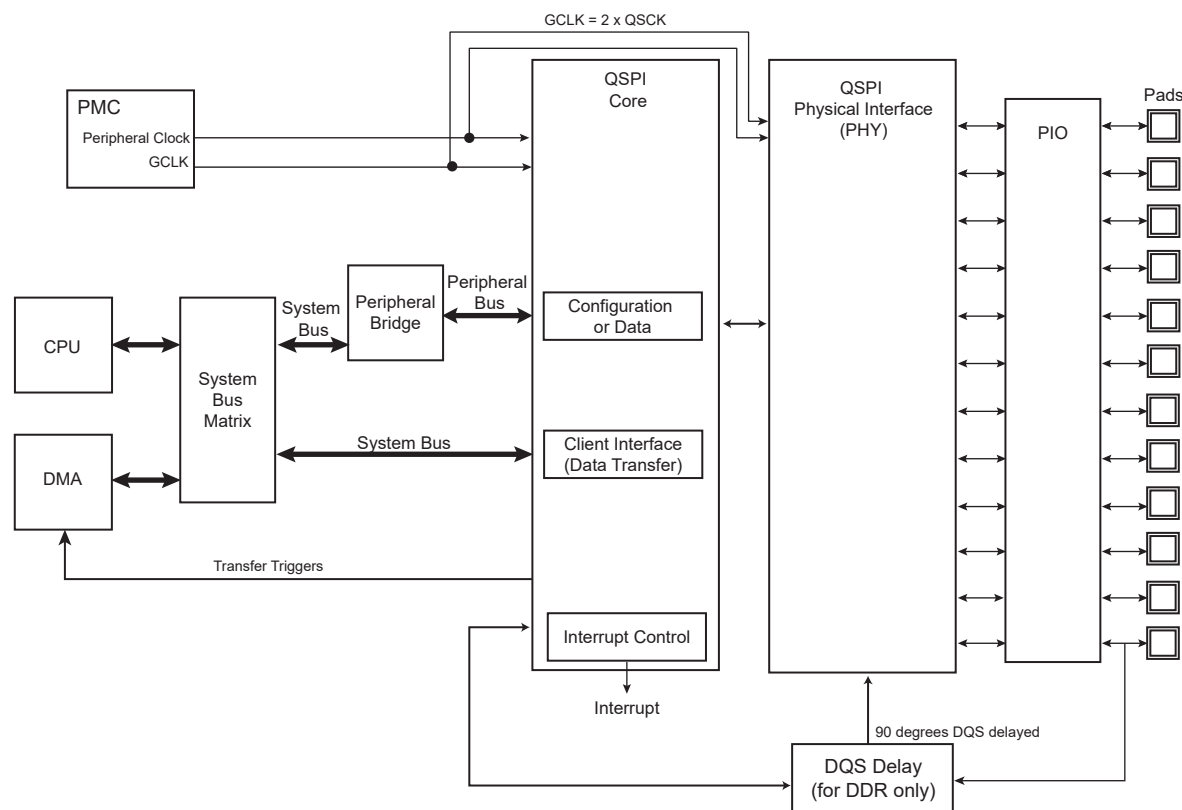 GCLK = 2 x QSCK
PMC
Peripheral Clock
GCLK
QSPI
Core
QSPI
Physical Interface
(PHY)
PIO
Pads
CPU
DMA
System
Bus
Matrix
System
Bus
Peripheral
Bridge
Peripheral
Bus
Configuration
or Data
System Bus
Client Interface
(Data Transfer)
Transfer Triggers
Interrupt Control
Interrupt
90 degrees DQS delayed
DQS Delay
(for DDR only)